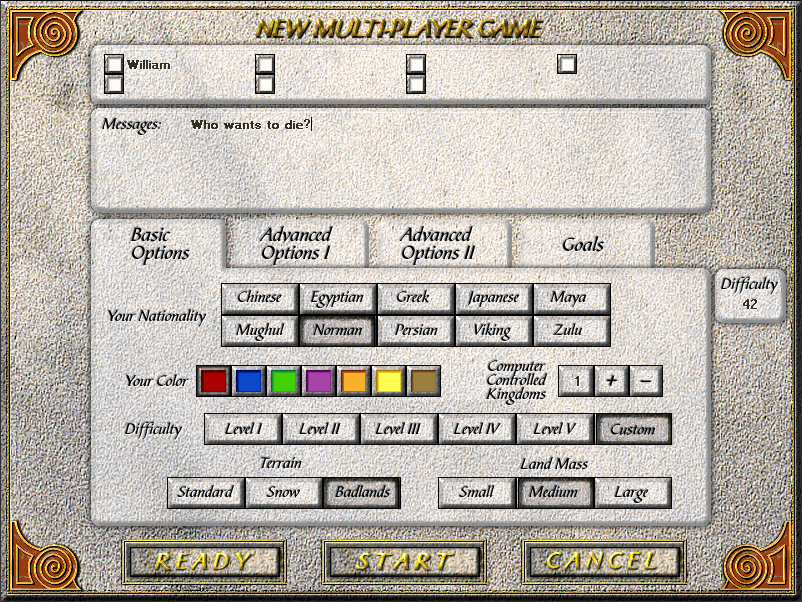 NEW MULTI-PLAYER GAME
William
Messages: Who wants to die?
Basic Options
Advanced Options I
Advanced Options II
Goals
Difficulty
42
Your Nationality
Chinese Egyptian Greek Japanese Maya
Mughul Norman Persian Viking Zulu
Your Color
Computer Controlled Kingdoms
1 + −
Difficulty Level I Level II Level III Level IV Level V Custom
Terrain Land Mass
Standard Snow Badlands Small Medium Large
READY START CANCEL